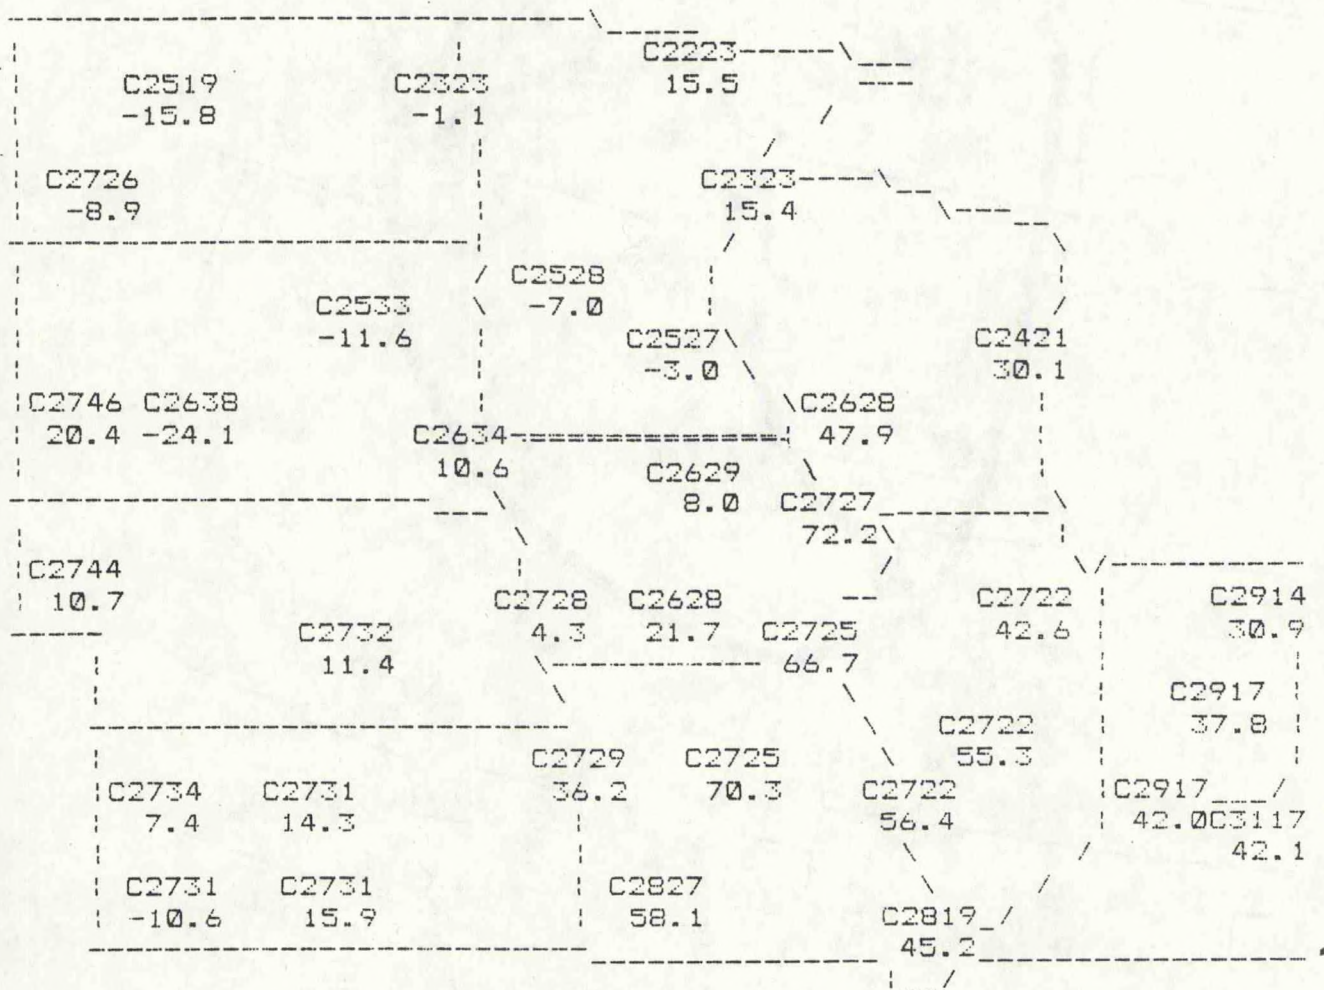 C2223
C2519 C2323 15.5
-15.8 -1.1
C2726 C2323
-8.9 15.4
C2528
C2533 -7.0
-11.6 C2527 C2421
-3.0 30.1
C2746 C2638 C2628
20.4 -24.1 C2634 47.9
10.6 C2629
8.0 C2727
72.2
C2744
10.7 C2728 C2628 C2722 C2914
C2732 4.3 21.7 C2725 42.6 30.9
11.4 66.7
C2917
C2722 37.8
C2729 C2725 55.3
C2734 C2731 36.2 70.3 C2722 C2917
7.4 14.3 56.4 42.0C3117
42.1
C2731 C2731 C2827
-10.6 15.9 58.1 C2819
45.2